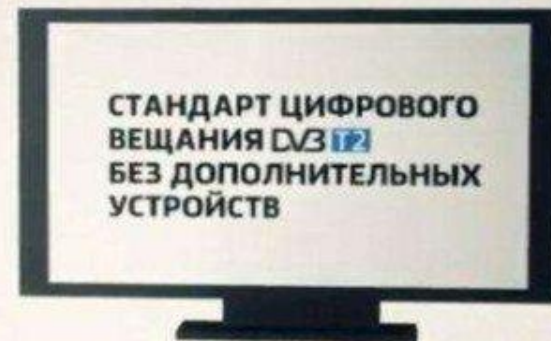 СТАНДАРТ ЦИФРОВОГО
ВЕЩАНИЯ DVB T2
БЕЗ ДОПОЛНИТЕЛЬНЫХ
УСТРОЙСТВ